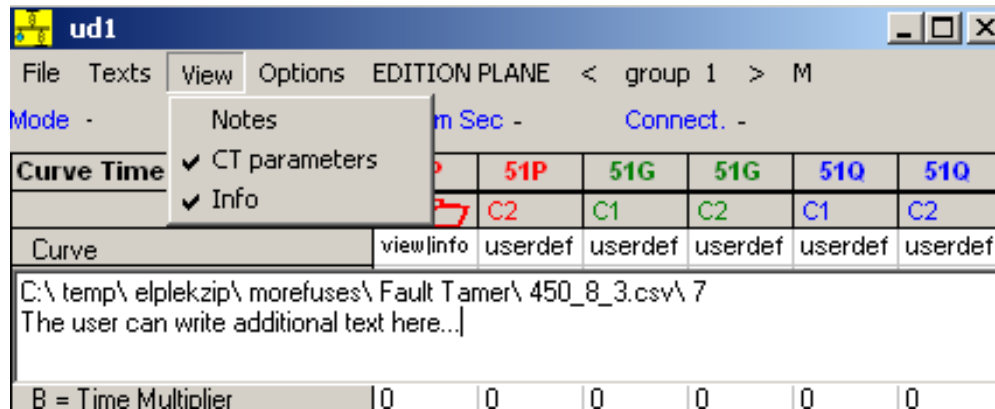 ud1
File Texts View Options EDITION PLANE < group 1 > M
Mode - Notes m Sec - Connect. -
Curve Time CT parameters 51P 51G 51G 51Q 51Q
Info C2 C1 C2 C1 C2
Curve view|info userdef userdef userdef userdef userdef
C:\ temp\ elplekzip\ morefuses\ Fault Tamer\ 450_8_3.csv\ 7
The user can write additional text here...
B = Time Multiplier 0 0 0 0 0 0